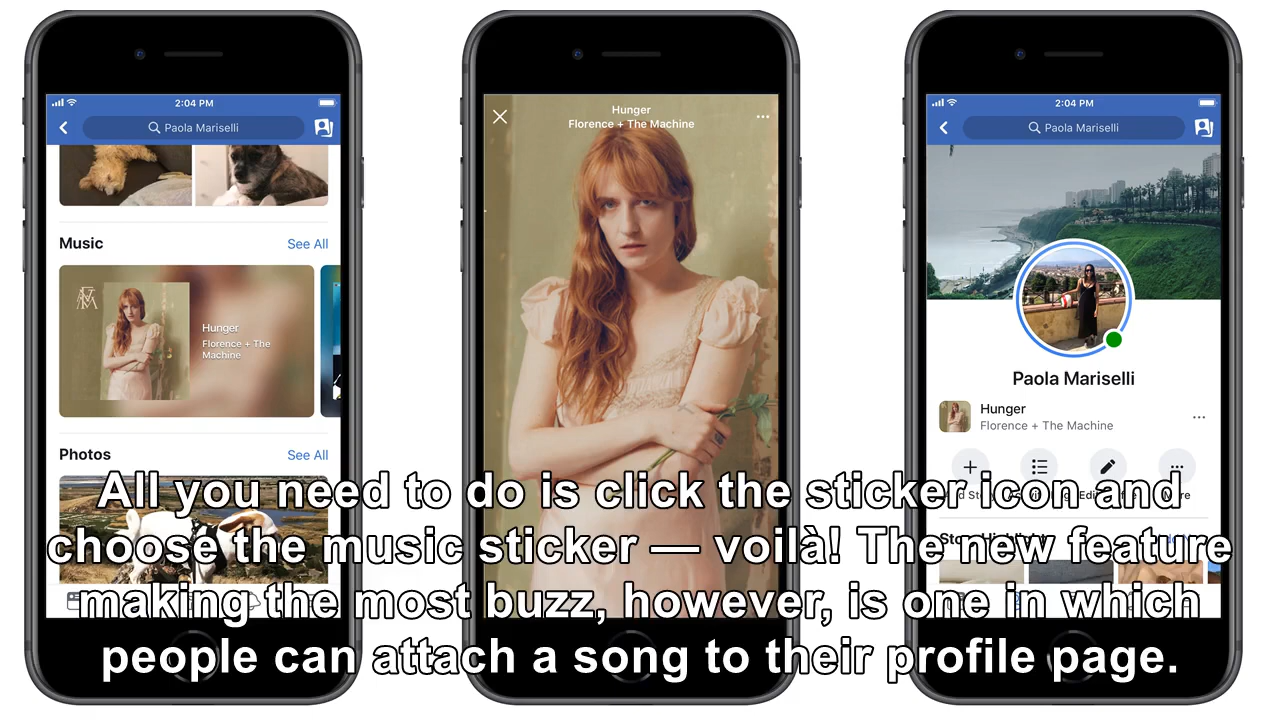 2:04 PM
Paola Mariselli
Music
See All
Hunger
Florence + The
Machine
Photos
See All
Hunger
Florence + The Machine
2:04 PM
Paola Mariselli
Paola Mariselli
Hunger
Florence + The Machine
All you need to do is click the sticker icon and
choose the music sticker — voilà! The new feature
making the most buzz, however, is one in which
people can attach a song to their profile page.